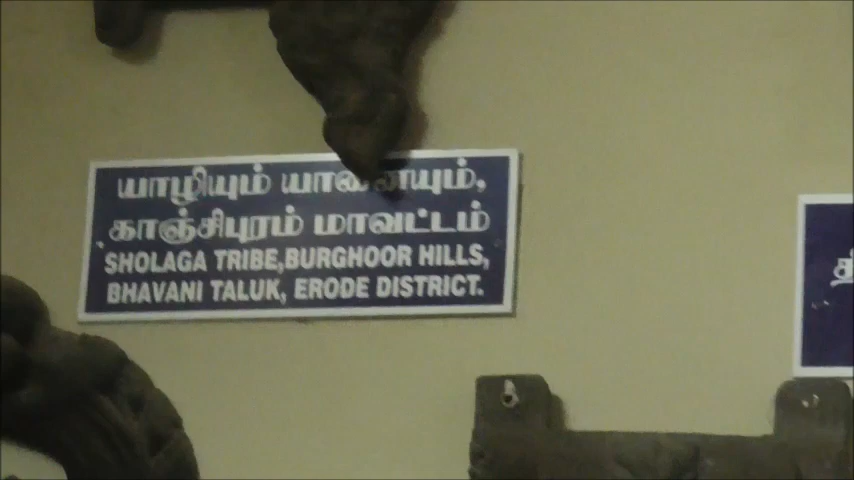 யாழியும் யானையும்,
காஞ்சிபுரம் மாவட்டம்
SHOLAGA TRIBE,BURGHOOR HILLS,
BHAVANI TALUK, ERODE DISTRICT.